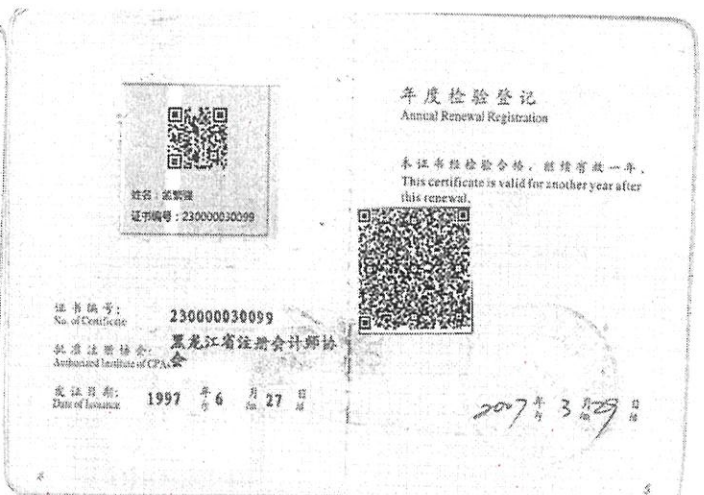 姓名：孟繁强
证书编号：230000030099
证书编号：
No. of Certificate
230000030099
批准注册协会：
Authorized Institute of CPAs
黑龙江省注册会计师协会
发证日期：
Date of Issuance
1997 年 6 月 27 日
/y /m /d
年度检验登记
Annual Renewal Registration
本证书经检验合格，继续有效一年。
This certificate is valid for another year after
this renewal.
2007 年 3 月 29 日
/y /m /d